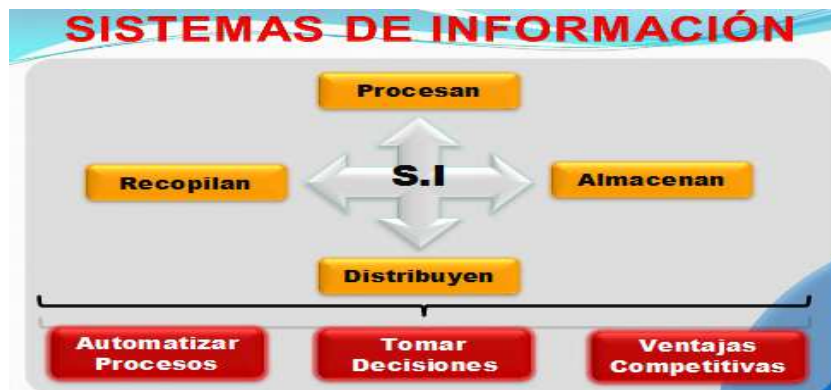 SISTEMAS DE INFORMACIÓN
Procesan
Recopilan
S.I
Almacenan
Distribuyen
Automatizar
Procesos
Tomar
Decisiones
Ventajas
Competitivas